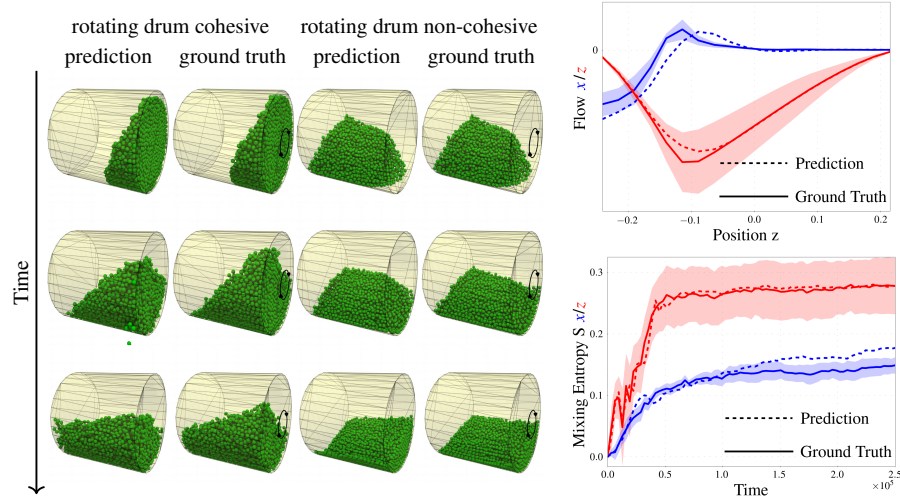 rotating drum cohesive
rotating drum non-cohesive
prediction
ground truth
prediction
ground truth
Time
0
Flow x/z
Prediction
Ground Truth
−0.2
−0.1
0.0
0.1
0.2
Position z
0.3
0.2
0.1
0.0
Mixing Entropy S x/z
Prediction
Ground Truth
0.0
0.5
1.0
1.5
2.0
2.5
×10⁵
Time